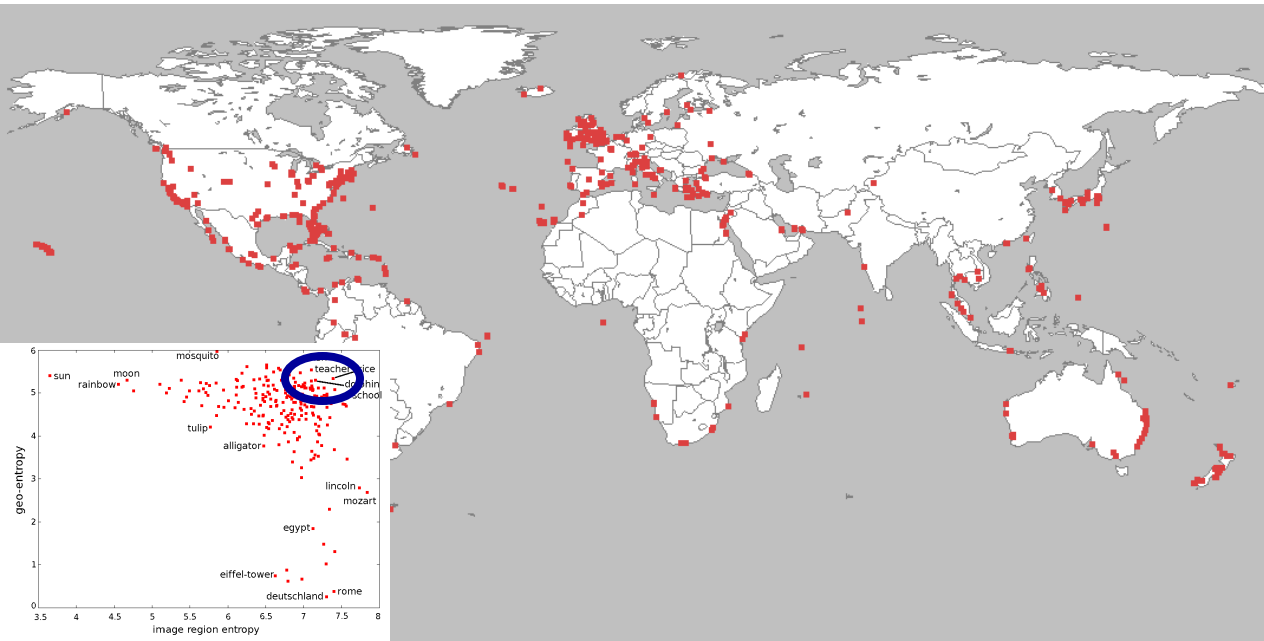 6
mosquito
teacher
rice
sun
moon
rainbow
dolphin
5
school
tulip
4
alligator
geo-entropy
3
lincoln
mozart
2
egypt
1
eiffel-tower
rome
deutschland
0
3.5 4 4.5 5 5.5 6 6.5 7 7.5 8
image region entropy